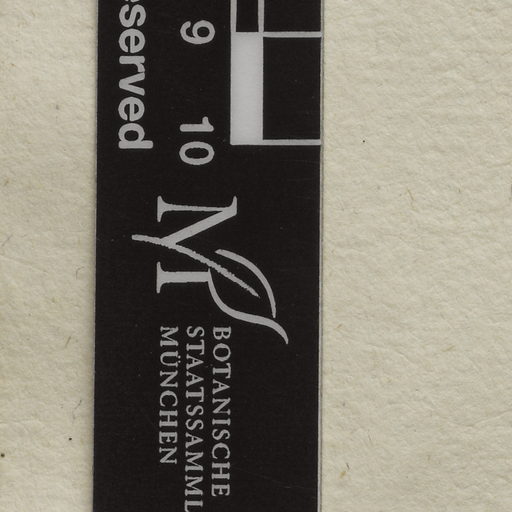 eserved
9 10
M
BOTANISCHE
STAATSSAMML
MÜNCHEN